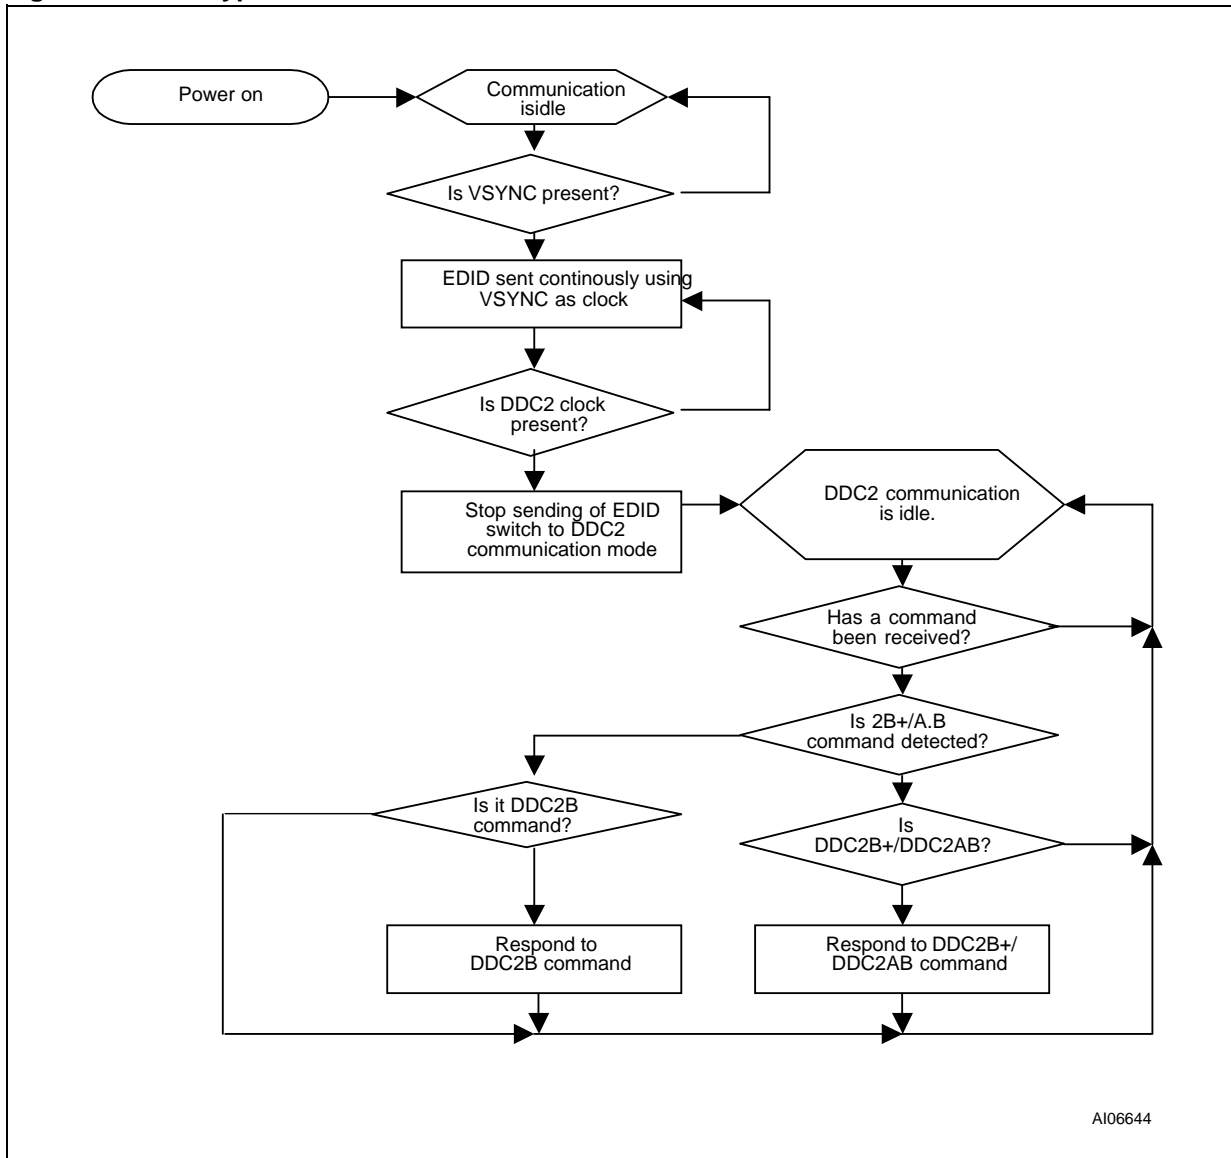 Power on
Communication
isidle
Is VSYNC present?
EDID sent continously using
VSYNC as clock
Is DDC2 clock
present?
Stop sending of EDID
switch to DDC2
communication mode
DDC2 communication
is idle.
Has a command
been received?
Is 2B+/A.B
command detected?
Is it DDC2B
command?
Is
DDC2B+/DDC2AB?
Respond to
DDC2B command
Respond to DDC2B+/
DDC2AB command
AI06644